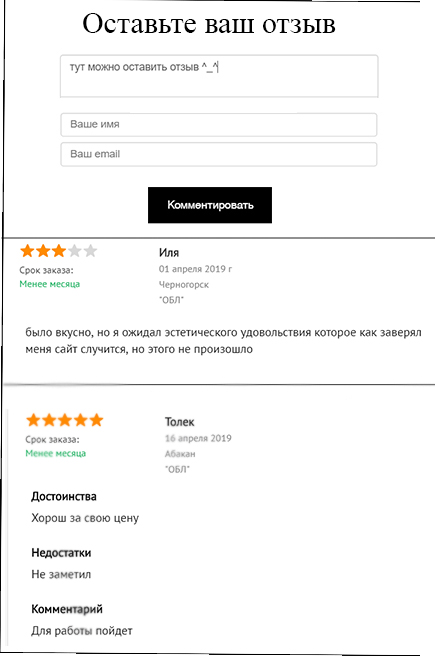 Оставьте ваш отзыв
тут можно оставить отзыв ^_^
Ваше имя
Ваш email
Комментировать
Иля
Срок заказа:
01 апреля 2019 г
Менее месяца
Черногорск
"ОБЛ"
было вкусно, но я ожидал эстетического удовольствия которое как заверял
меня сайт случится, но этого не произошло
Толек
Срок заказа:
16 апреля 2019
Менее месяца
Абакан
"ОБЛ"
Достоинства
Хорош за свою цену
Недостатки
Не заметил
Комментарий
Для работы пойдет